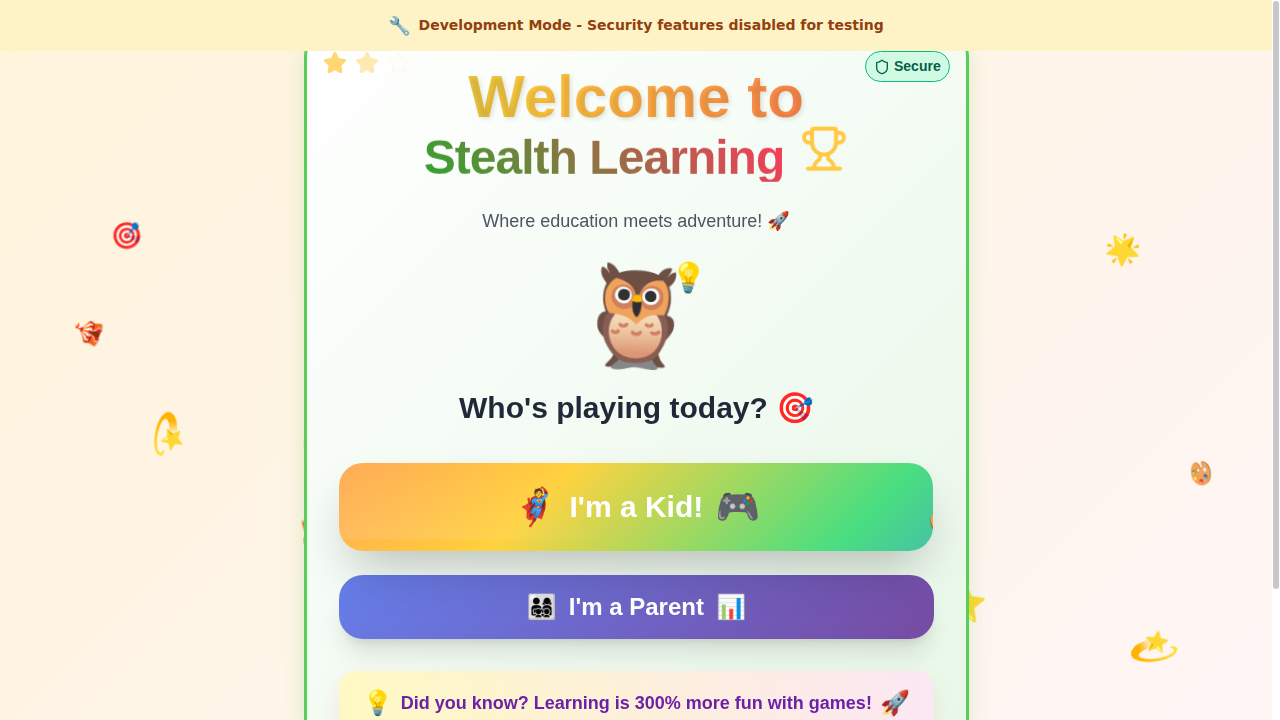 🔧 Development Mode - Security features disabled for testing
Secure
Welcome to
Stealth Learning
Where education meets adventure! 🚀
Who's playing today? 🎯
I'm a Kid! 🎮
I'm a Parent 📊
💡 Did you know? Learning is 300% more fun with games! 🚀